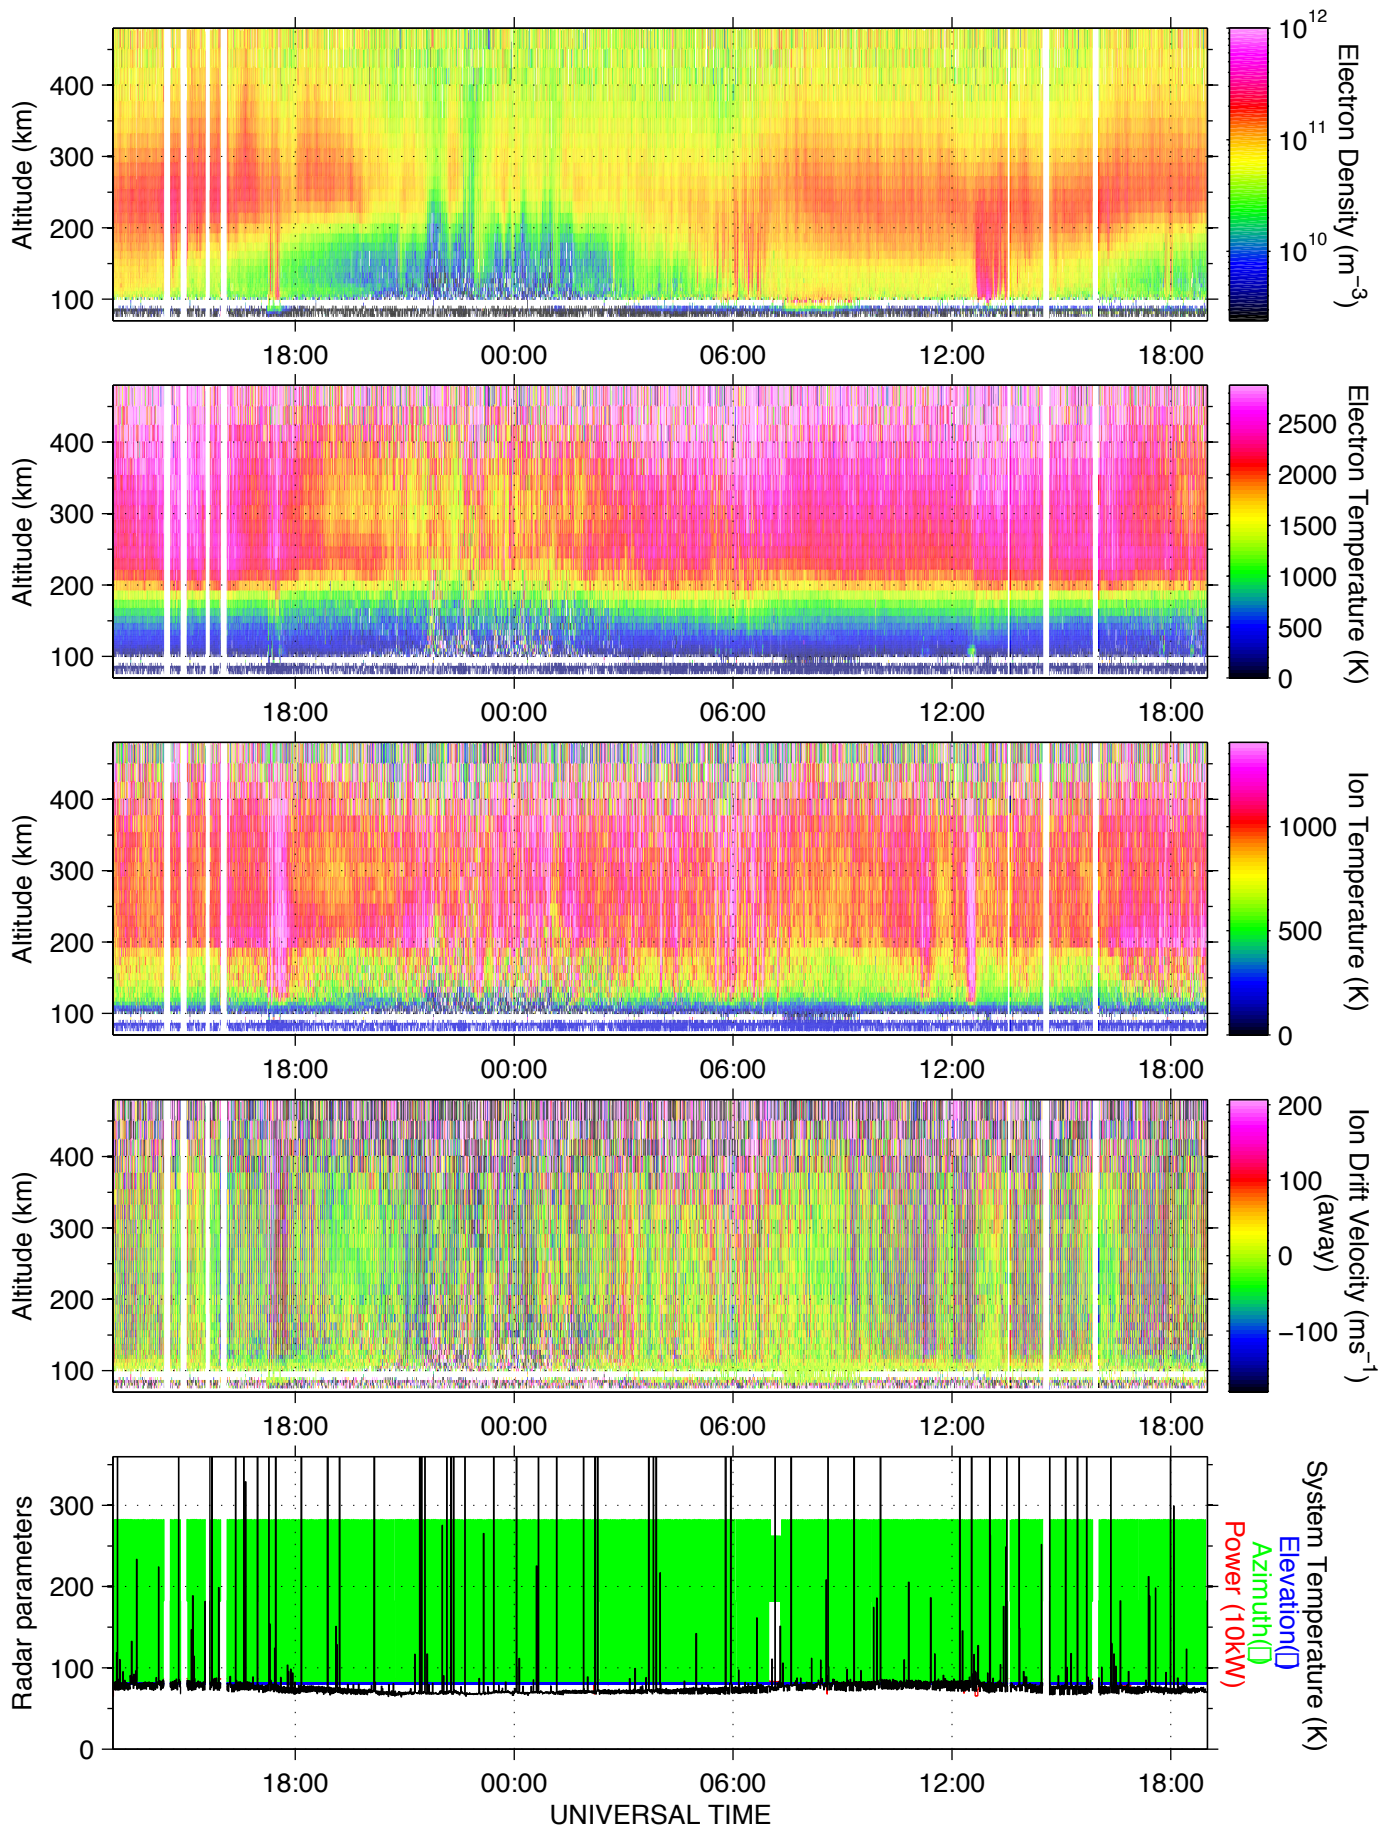 400
300
200
100
Altitude (km)
18:00 00:00 06:00 12:00 18:00
10^12
10^11
10^10
Electron Density (m^−3)
400
300
200
100
Altitude (km)
18:00 00:00 06:00 12:00 18:00
2500
2000
1500
1000
500
0
Electron Temperature (K)
400
300
200
100
Altitude (km)
18:00 00:00 06:00 12:00 18:00
1000
500
0
Ion Temperature (K)
400
300
200
100
Altitude (km)
18:00 00:00 06:00 12:00 18:00
200
100
0
−100
Ion Drift Velocity (ms^−1)
(away)
300
200
100
0
Radar parameters
18:00 00:00 06:00 12:00 18:00
UNIVERSAL TIME
System Temperature (K)
Elevation(▯)
Azimuth(▯)
Power (10kW)